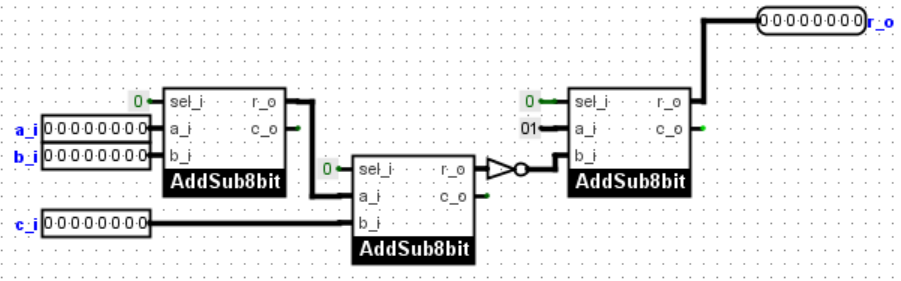 00000000 r_o
0 sel_i r_o
a_i 00000000 a_i c_o
b_i 00000000 b_i
AddSub8bit
0 sel_i r_o
a_i c_o
c_i 00000000 b_i
AddSub8bit
0 sel_i r_o
01 a_i c_o
b_i
AddSub8bit